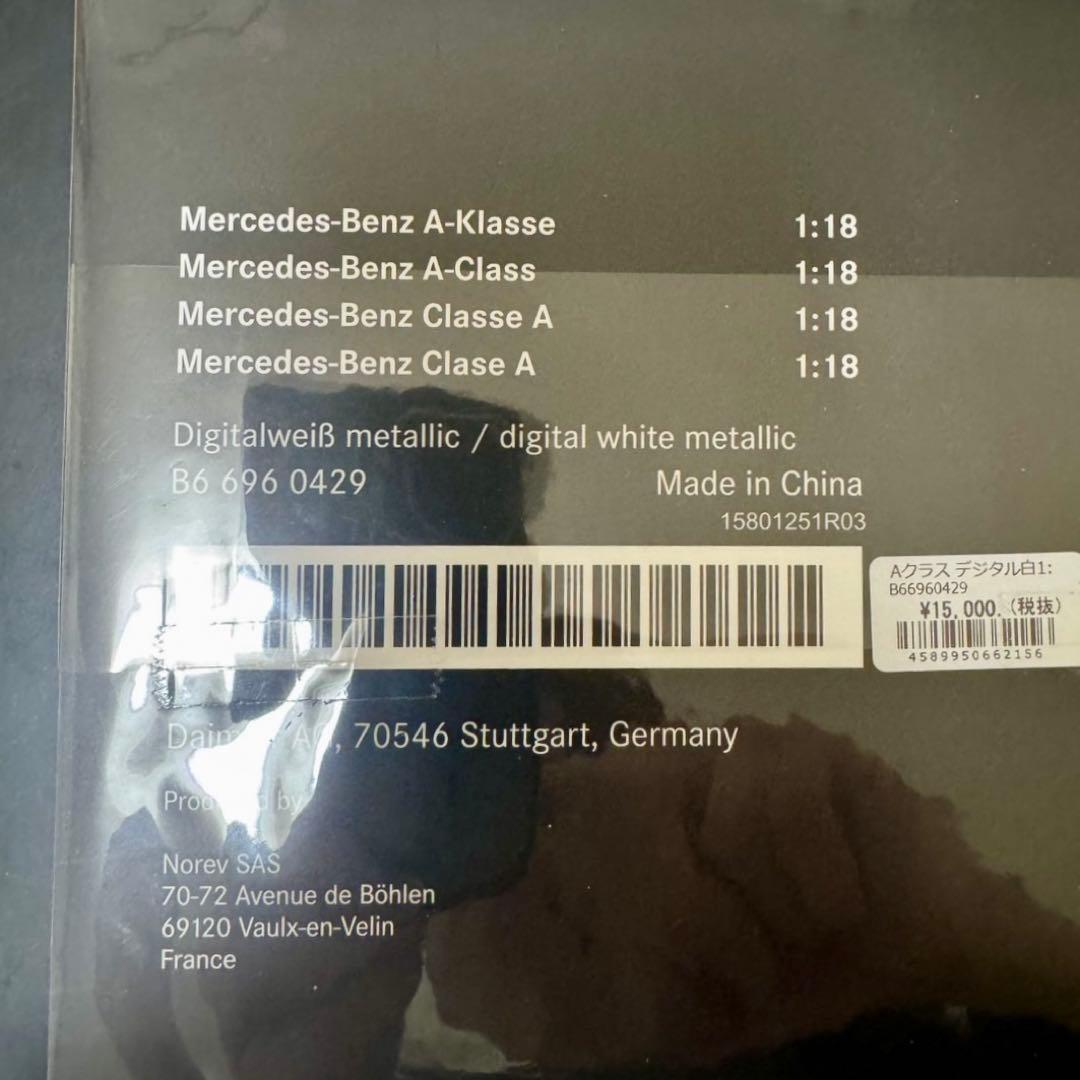 Mercedes-Benz A-Klasse 1:18
Mercedes-Benz A-Class 1:18
Mercedes-Benz Classe A 1:18
Mercedes-Benz Clase A 1:18
Digitalweiß metallic / digital white metallic
B6 696 0429 Made in China
15801251R03
Aクラス デジタル白1:
B66960429
¥15,000. (税抜)
4589950662156
70546 Stuttgart, Germany
by
Norev SAS
70-72 Avenue de Böhlen
69120 Vaulx-en-Velin
France